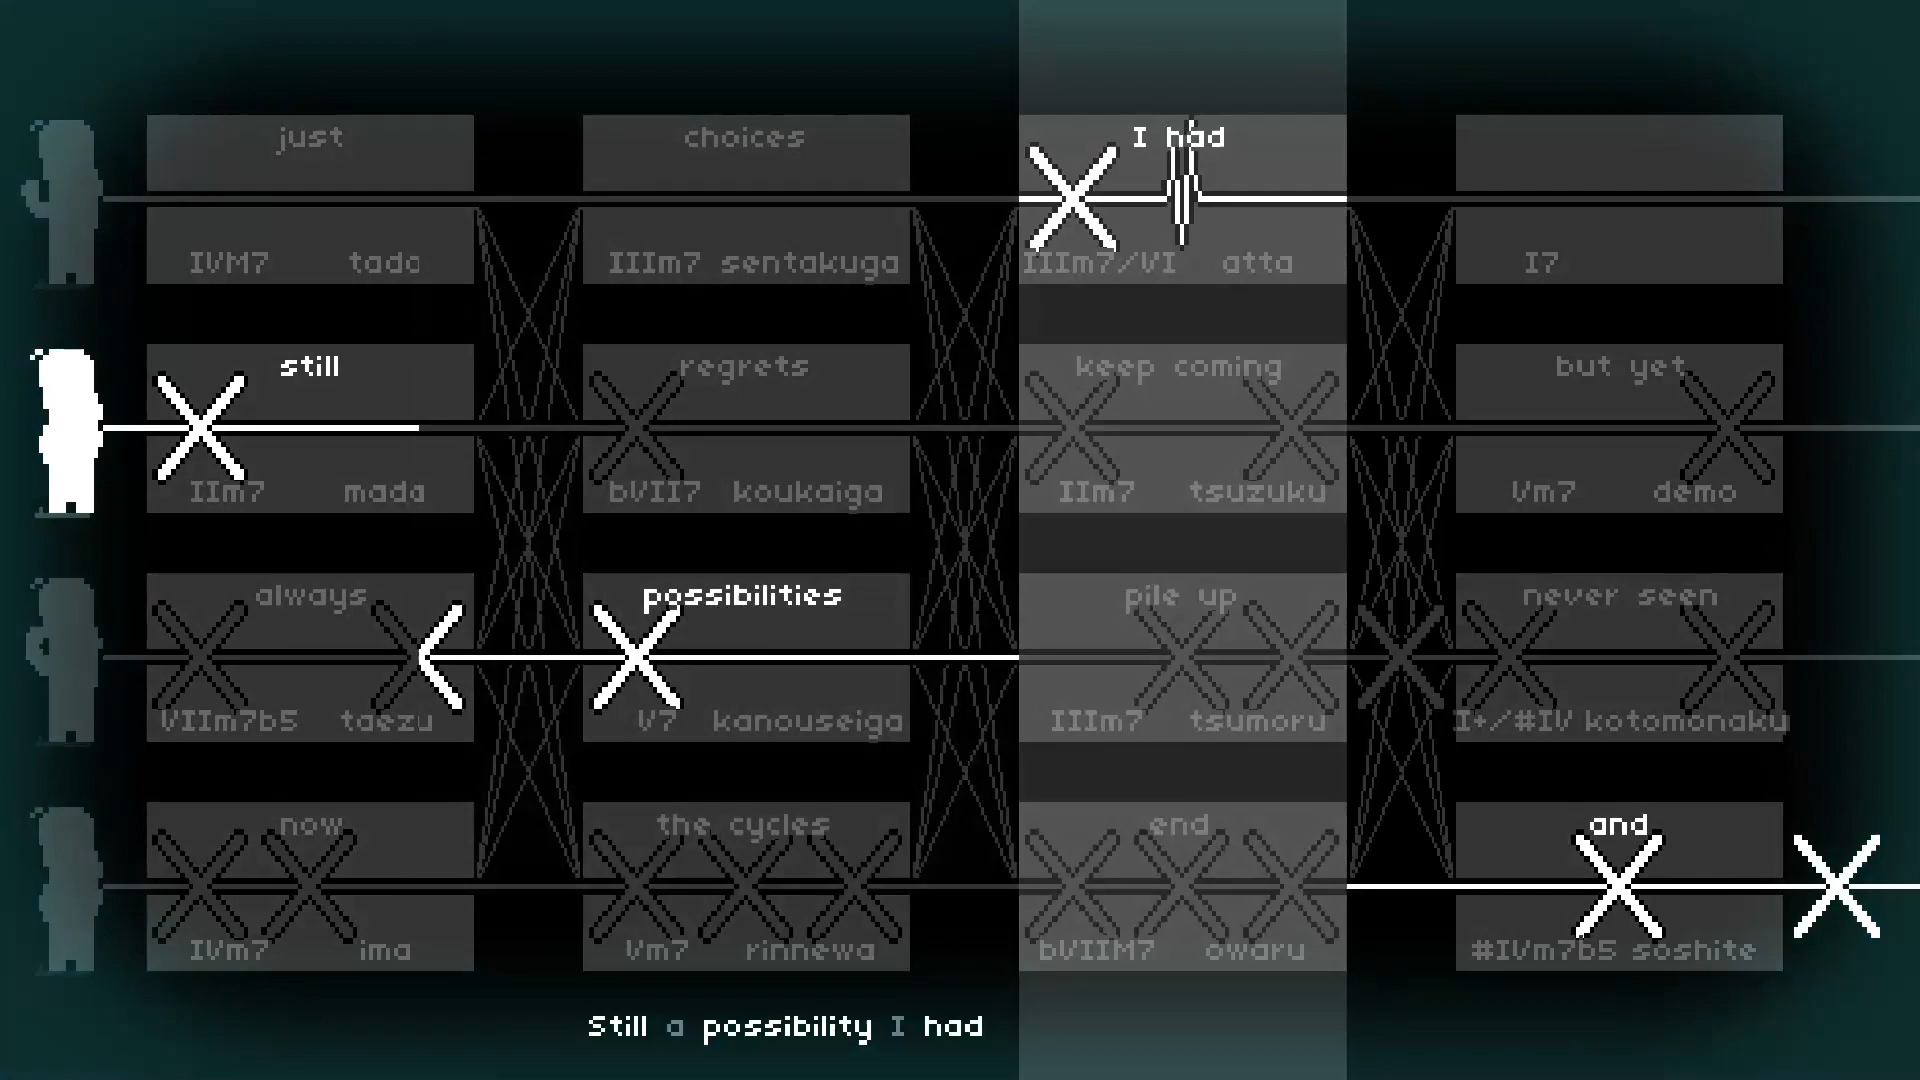 just choices I had
IVM7 tada IIIm7 sentakuga IIIm7/VI atta I7
still regrets keep coming but yet
IIm7 mada bVII7 koukaiga IIm7 tsuzuku Vm7 demo
always possibilities pile up never seen
VIIm7b5 taezu V7 kanouseiga IIIm7 tsumoru I+/#IV kotomonaku
now the cycles end and
IVm7 ima Vm7 rinnewa bVIIM7 owaru #IVm7b5 soshite
Still a possibility I had